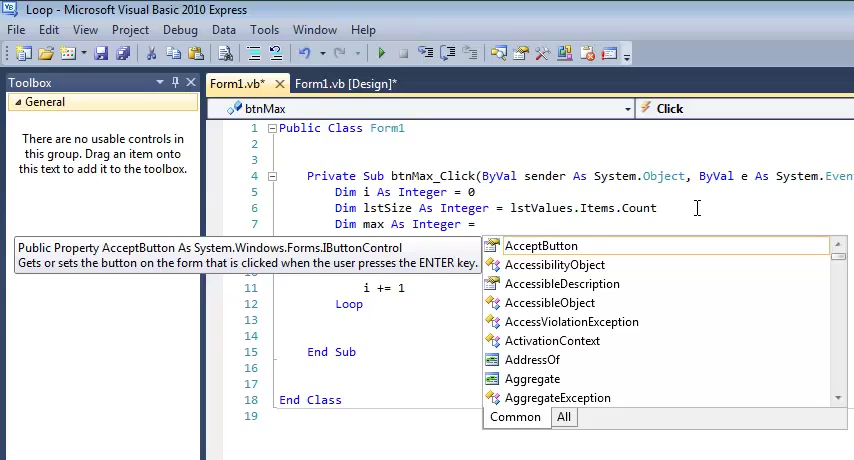 Loop - Microsoft Visual Basic 2010 Express
File Edit View Project Debug Data Tools Window Help
Toolbox
General
There are no usable controls in
this group. Drag an item onto
this text to add it to the toolbox.
Form1.vb* Form1.vb [Design]*
btnMax Click
1 Public Class Form1
2
3
4 Private Sub btnMax_Click(ByVal sender As System.Object, ByVal e As System.Event
5 Dim i As Integer = 0
6 Dim lstSize As Integer = lstValues.Items.Count
7 Dim max As Integer =
Public Property AcceptButton As System.Windows.Forms.IButtonControl
Gets or sets the button on the form that is clicked when the user presses the ENTER key.
11 i += 1
12 Loop
13
14
15 End Sub
16
17
18 End Class
19
AcceptButton
AccessibilityObject
AccessibleDescription
AccessibleObject
AccessViolationException
ActivationContext
AddressOf
Aggregate
AggregateException
Common All